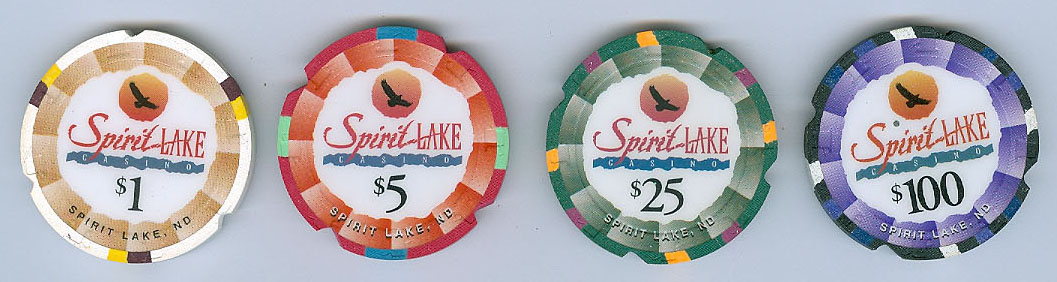 Spirit LAKE
CASINO
$1
SPIRIT LAKE, ND
Spirit LAKE
CASINO
$5
SPIRIT LAKE, ND
Spirit LAKE
CASINO
$25
SPIRIT LAKE, ND
Spirit LAKE
CASINO
$100
SPIRIT LAKE, ND